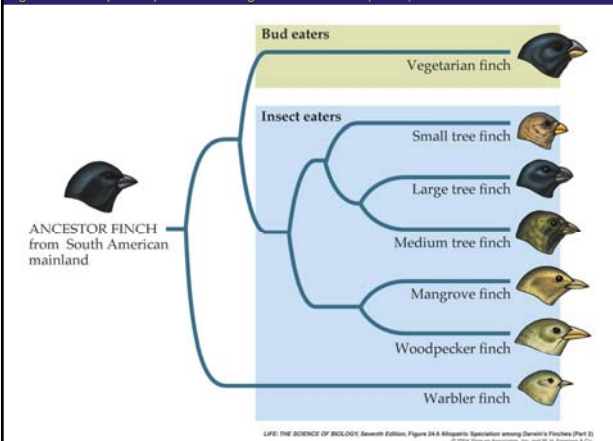 Bud eaters
Vegetarian finch
Insect eaters
Small tree finch
Large tree finch
Medium tree finch
ANCESTOR FINCH
from South American
mainland
Mangrove finch
Woodpecker finch
Warbler finch
LIFE: THE SCIENCE OF BIOLOGY, Seventh Edition, Figure 24.6 Allopatric Speciation among Darwin's Finches (Part 2)